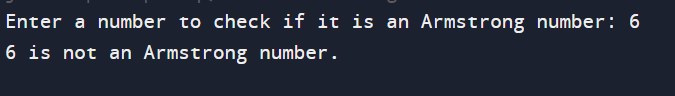 Enter a number to check if it is an Armstrong number: 6
6 is not an Armstrong number.